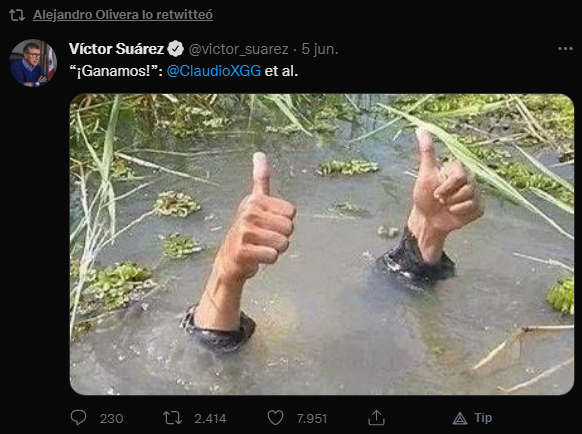 Alejandro Olivera lo retwitteó
Víctor Suárez @victor_suarez · 5 jun.
“¡Ganamos!”: @ClaudioXGG et al.
230 2.414 7.951 Tip